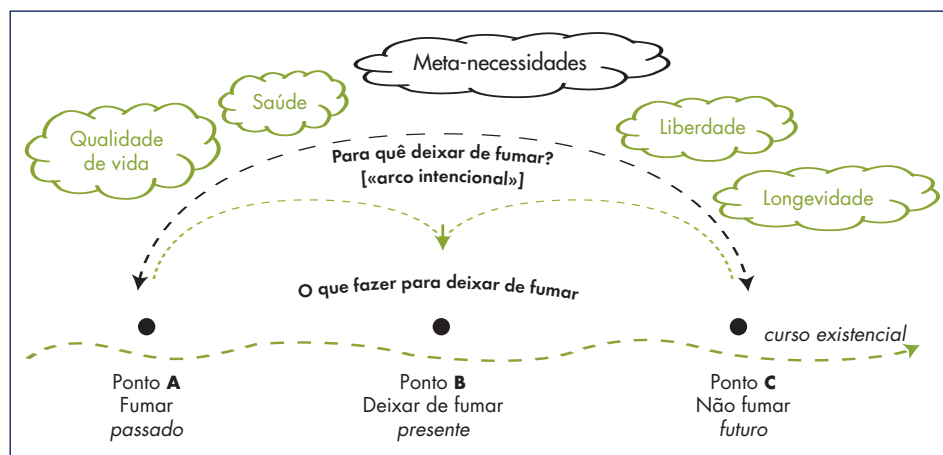 Meta-necessidades
Saúde
Qualidade
de vida
Liberdade
Para quê deixar de fumar?
[«arco intencional»]
Longevidade
O que fazer para deixar de fumar
curso existencial
Ponto A
Fumar
passado
Ponto B
Deixar de fumar
presente
Ponto C
Não fumar
futuro